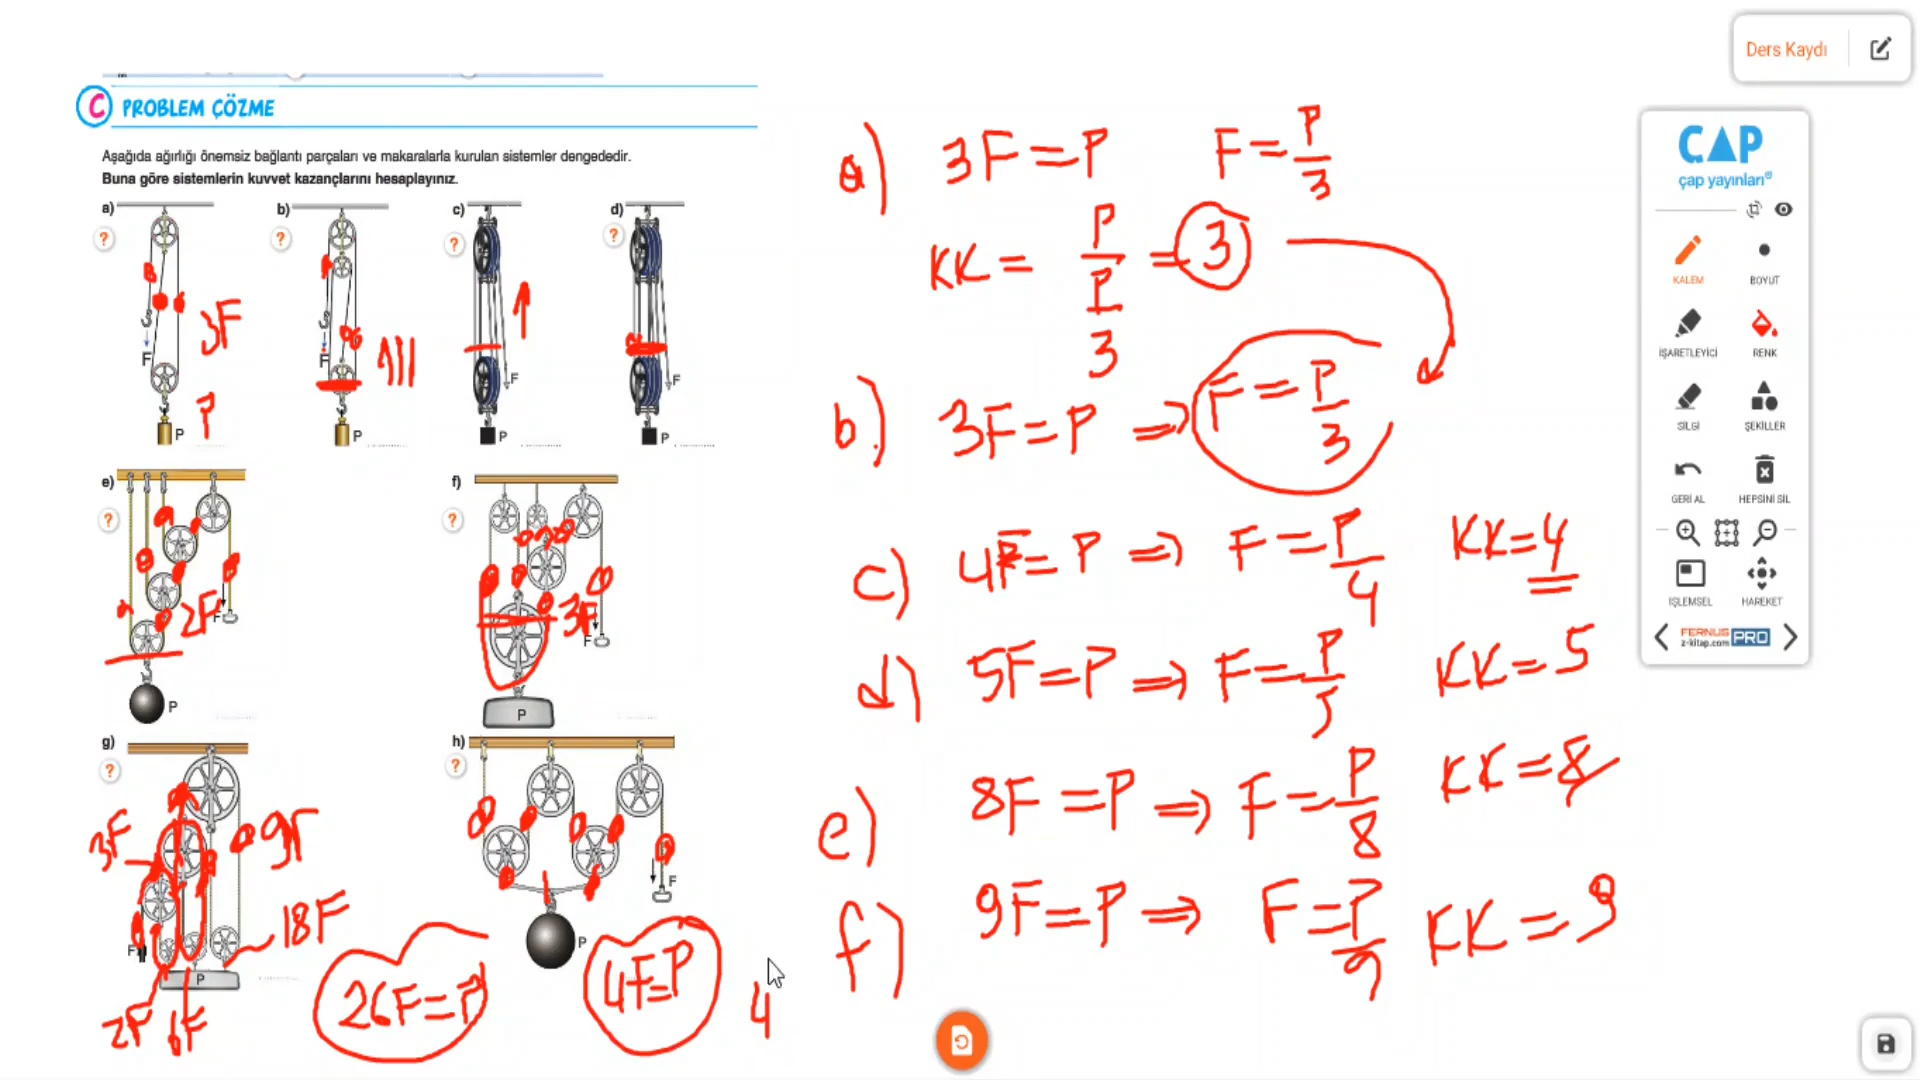 Ders Kaydı
C PROBLEM ÇÖZME
Aşağıda ağırlığı önemsiz bağlantı parçaları ve makaralarla kurulan sistemler dengededir.
Buna göre sistemlerin kuvvet kazançlarını hesaplayınız.
a) b) c) d)
? ? ? ?
3F
F F F F
P P P P P
e) f)
? ?
2F F 3F F
P P
g) h)
? ?
3F 9F
F 18F F
P P
2F 6F 26F=P 4F=P 4
a) 3F=P F=P/3
KK = P/(P/3) = 3
b) 3F=P ⇒ F=P/3
c) 4F=P ⇒ F=P/4 KK=4
d) 5F=P ⇒ F=P/5 KK=5
e) 8F=P ⇒ F=P/8 KK=8
f) 9F=P ⇒ F=P/9 KK=9
ÇAP
çap yayınları®
KALEM BOYUT
İŞARETLEYİCİ RENK
SİLGİ ŞEKİLLER
GERİ AL HEPSİNİ SİL
İŞLEMSEL HAREKET
FERNUS PRO
z-kitap.com